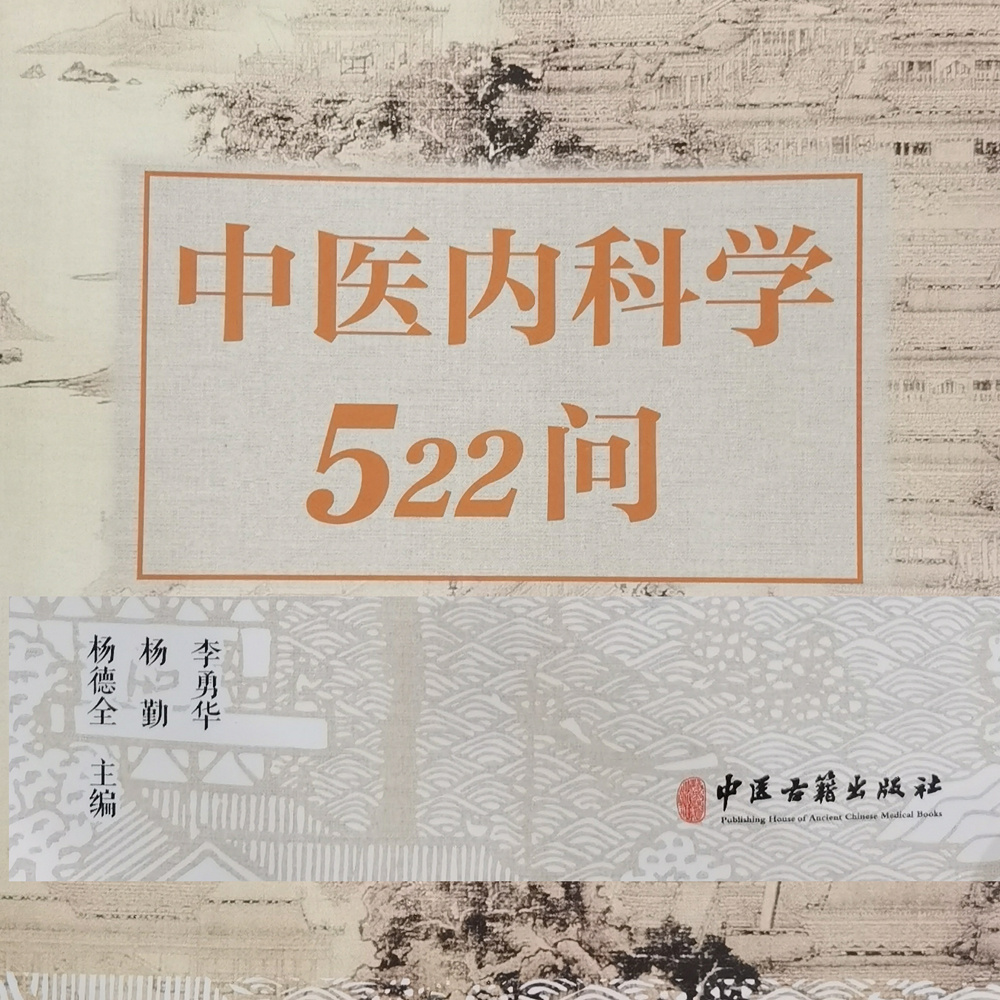 中医内科学
522问
李勇华
杨勤
杨德全 主编
中医古籍出版社
Publishing House of Ancient Chinese Medical Books